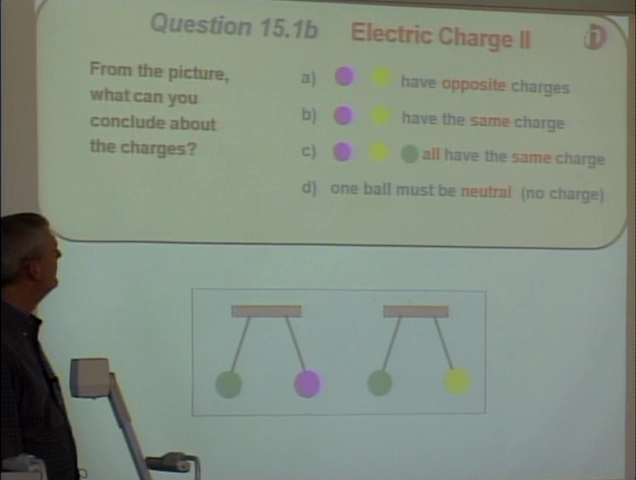 Question 15.1b Electric Charge II
From the picture,
what can you
conclude about
the charges?
a) have opposite charges
b) have the same charge
c) all have the same charge
d) one ball must be neutral (no charge)